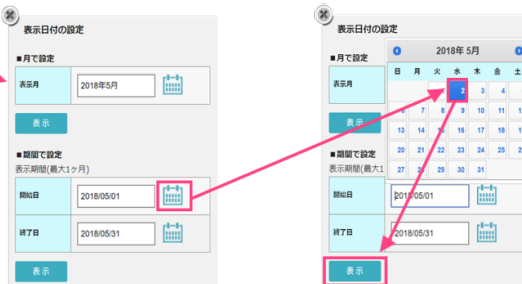 表示日付の設定
■月で設定
表示月
2018年5月
表示
■期間で設定
表示期間(最大1ヶ月)
開始日
2018/05/01
終了日
2018/05/31
表示
表示日付の設定
■月で設定
表示月
表示
■期間で設定
表示期間(最大1
開始日
2018/05/01
終了日
2018/05/31
表示
2018年 5月
日 月 火 水 木 金 土
2 3 4
7 8 9 10 11
13 14 16 17 18
20 21 22 23 24 25
27 29 30 31